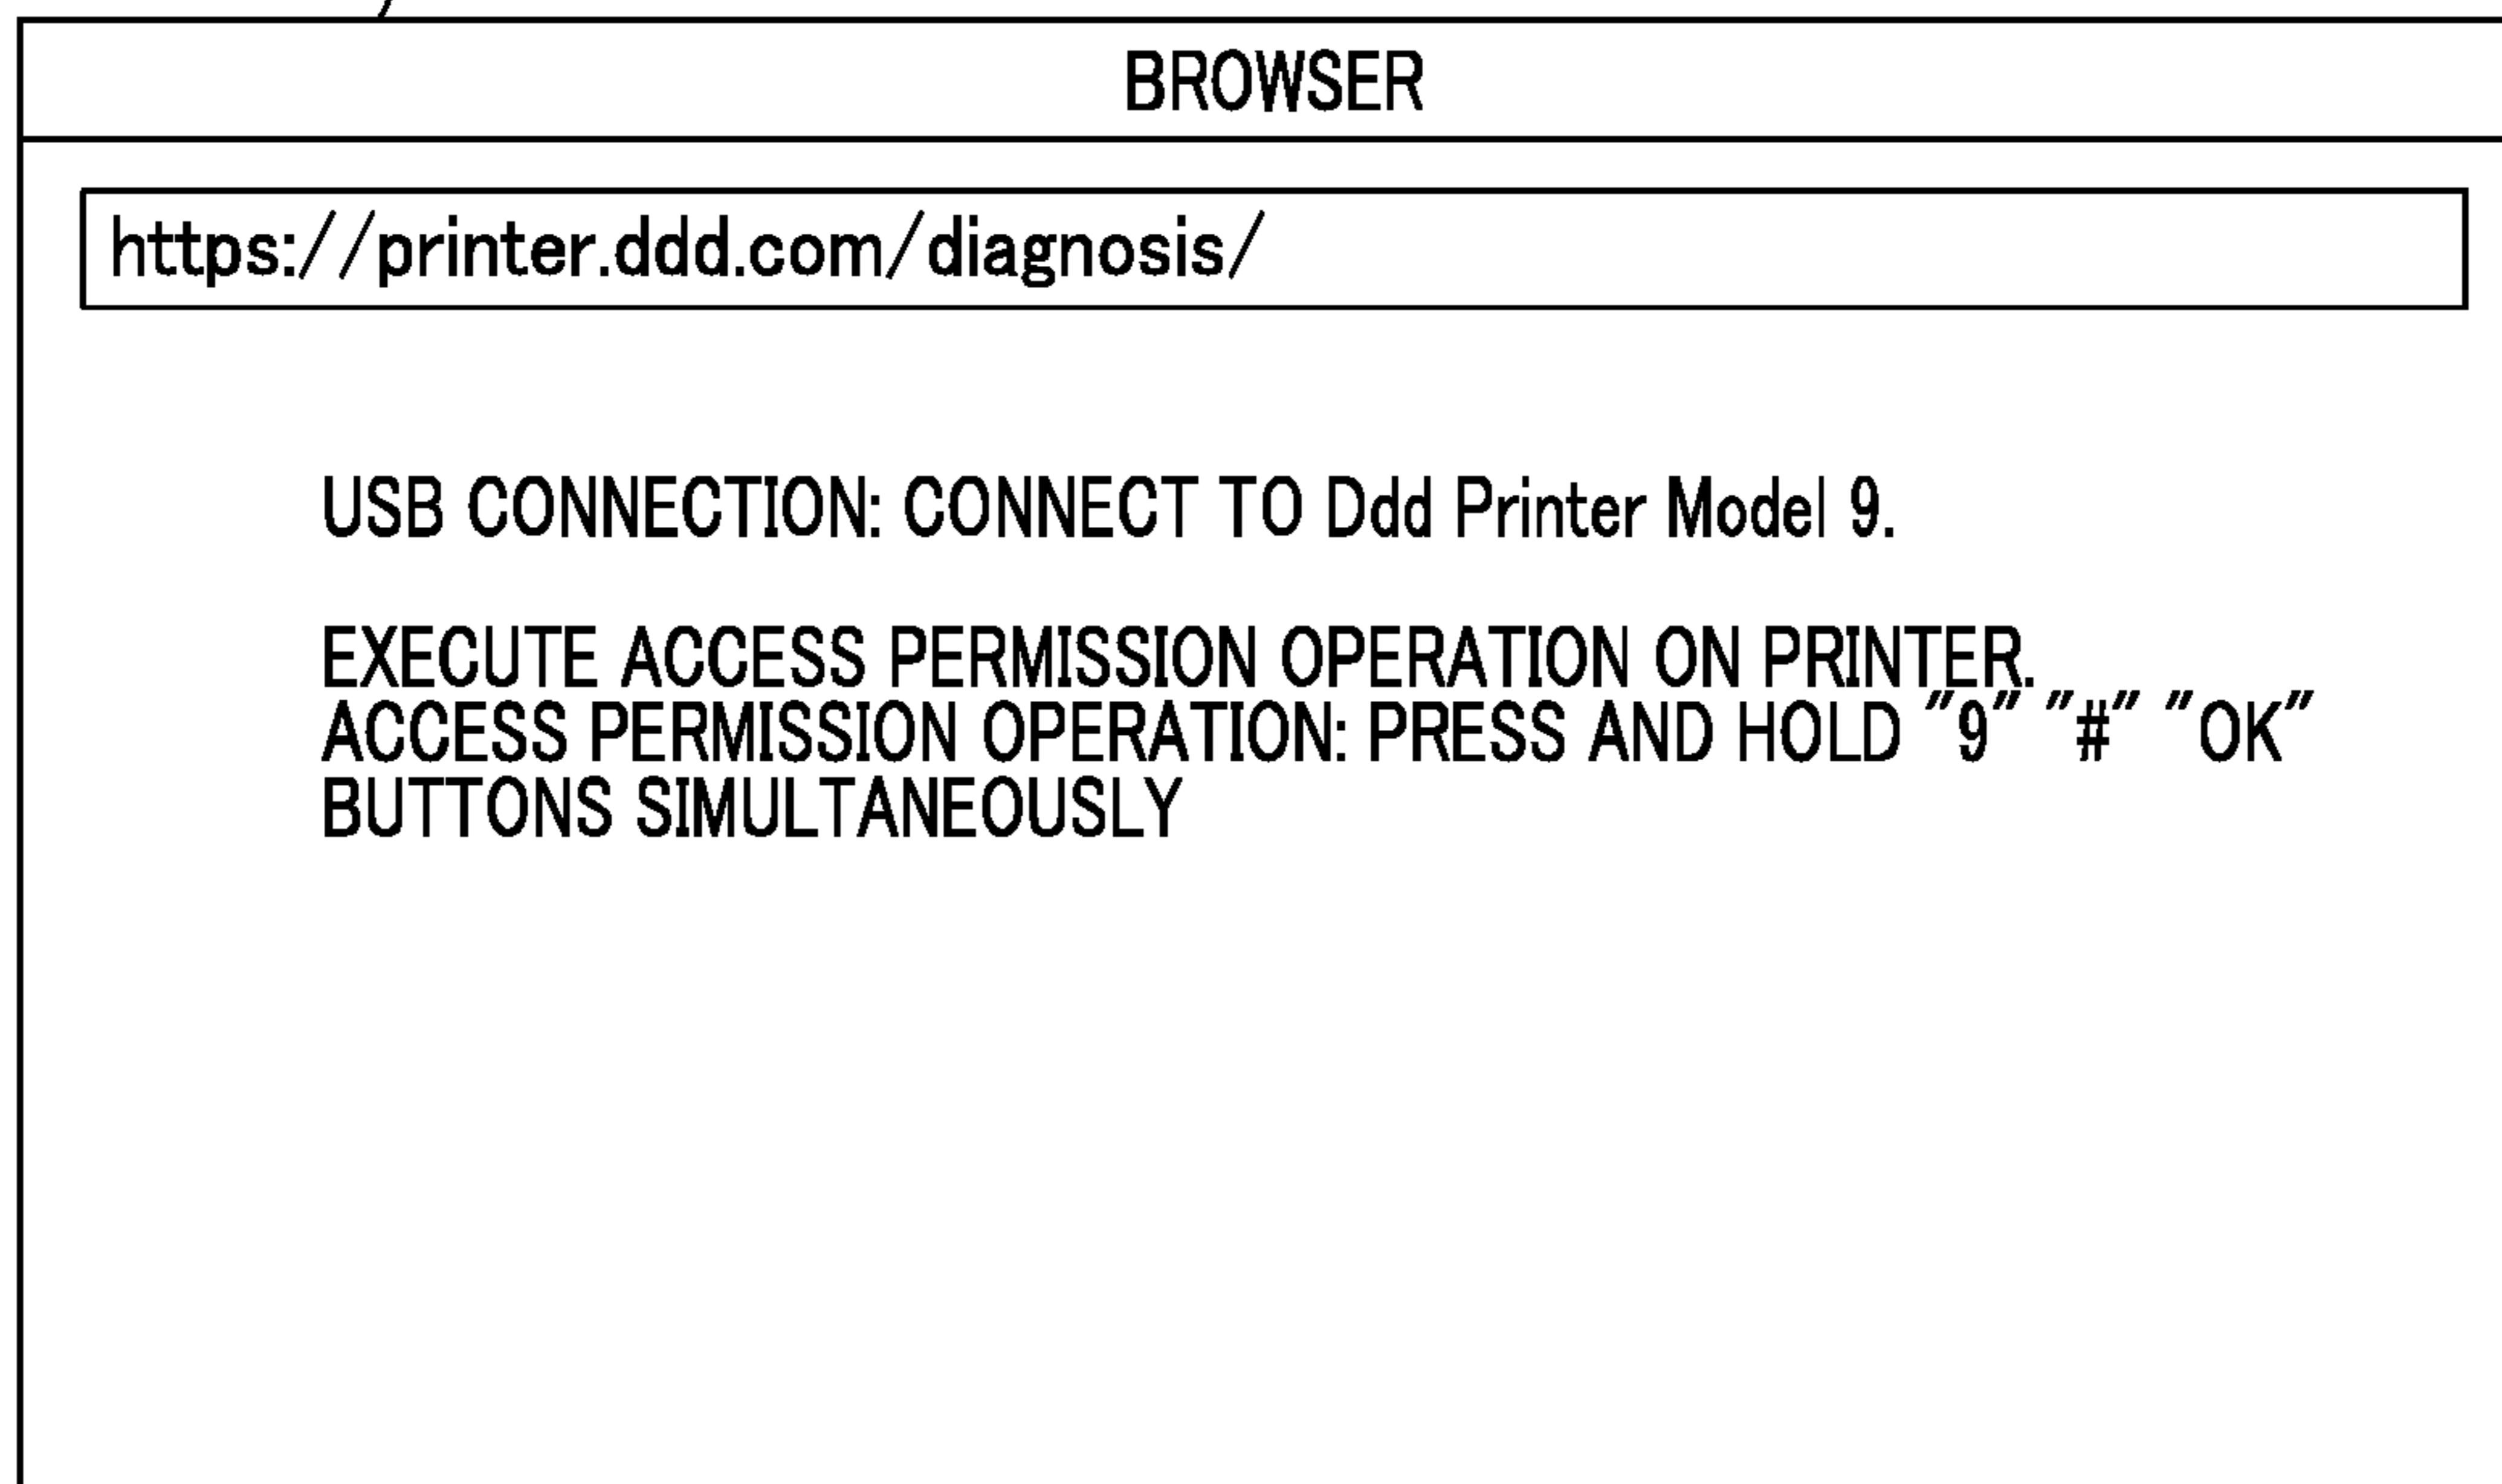 BROWSER
https://printer.ddd.com/diagnosis/
USB CONNECTION: CONNECT TO Ddd Printer Model 9.
EXECUTE ACCESS PERMISSION OPERATION ON PRINTER.
ACCESS PERMISSION OPERATION: PRESS AND HOLD "9" "#" "OK"
BUTTONS SIMULTANEOUSLY